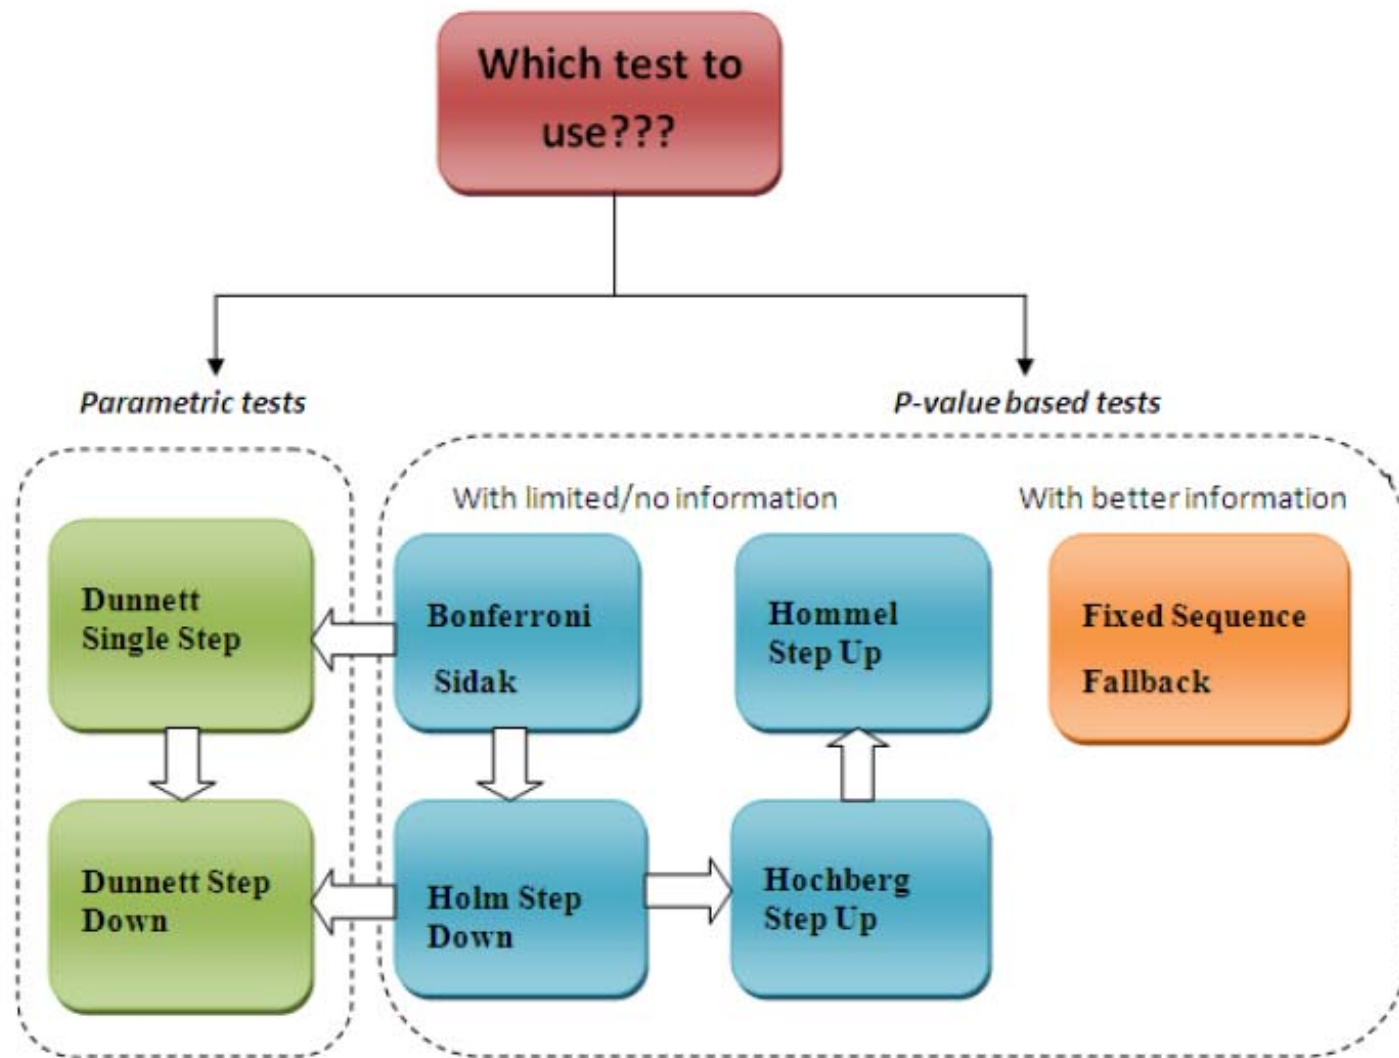 Which test to
use???
Parametric tests
P-value based tests
With limited/no information
With better information
Dunnett
Single Step
Bonferroni
Sidak
Hommel
Step Up
Fixed Sequence
Fallback
Dunnett Step
Down
Holm Step
Down
Hochberg
Step Up